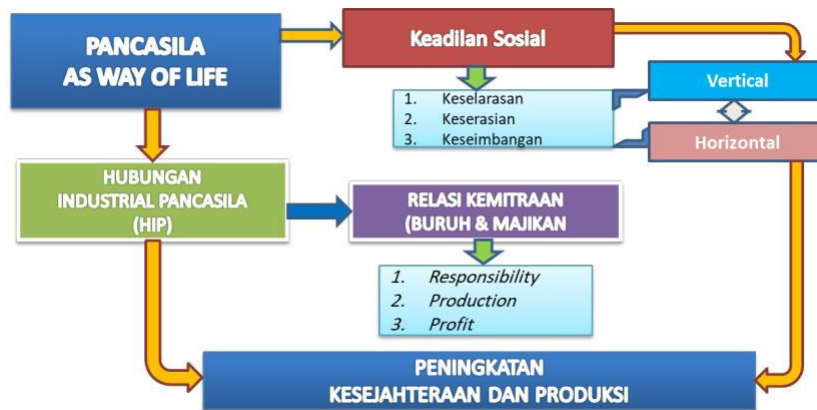 PANCASILA
AS WAY OF LIFE
Keadilan Sosial
1. Keselarasan
2. Keserasian
3. Keseimbangan
Vertical
Horizontal
HUBUNGAN
INDUSTRIAL PANCASILA
(HIP)
RELASI KEMITRAAN
(BURUH & MAJIKAN
1. Responsibility
2. Production
3. Profit
PENINGKATAN
KESEJAHTERAAN DAN PRODUKSI